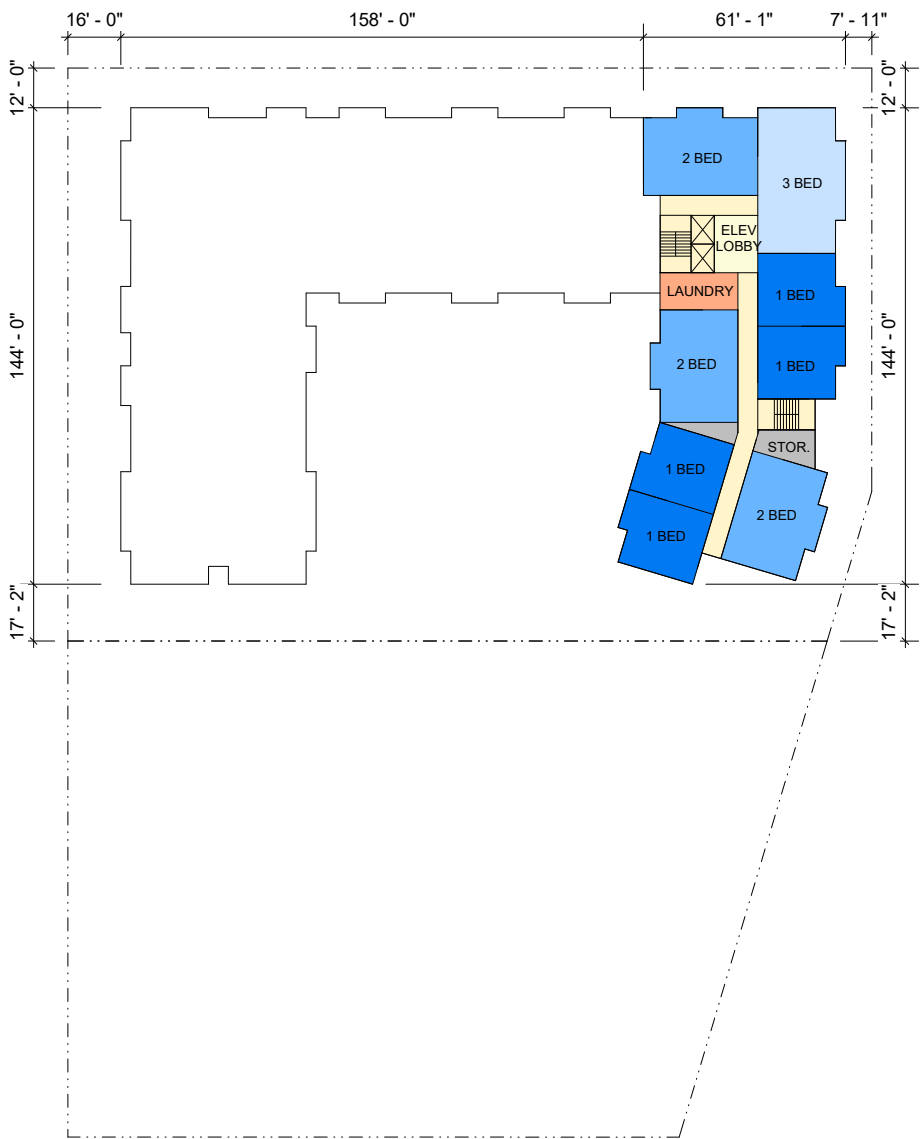 16' - 0"
158' - 0"
61' - 1"
7' - 11"
12' - 0"
12' - 0"
2 BED
3 BED
ELEV
LOBBY
LAUNDRY
1 BED
144' - 0"
144' - 0"
2 BED
1 BED
STOR.
1 BED
2 BED
1 BED
17' - 2"
17' - 2"